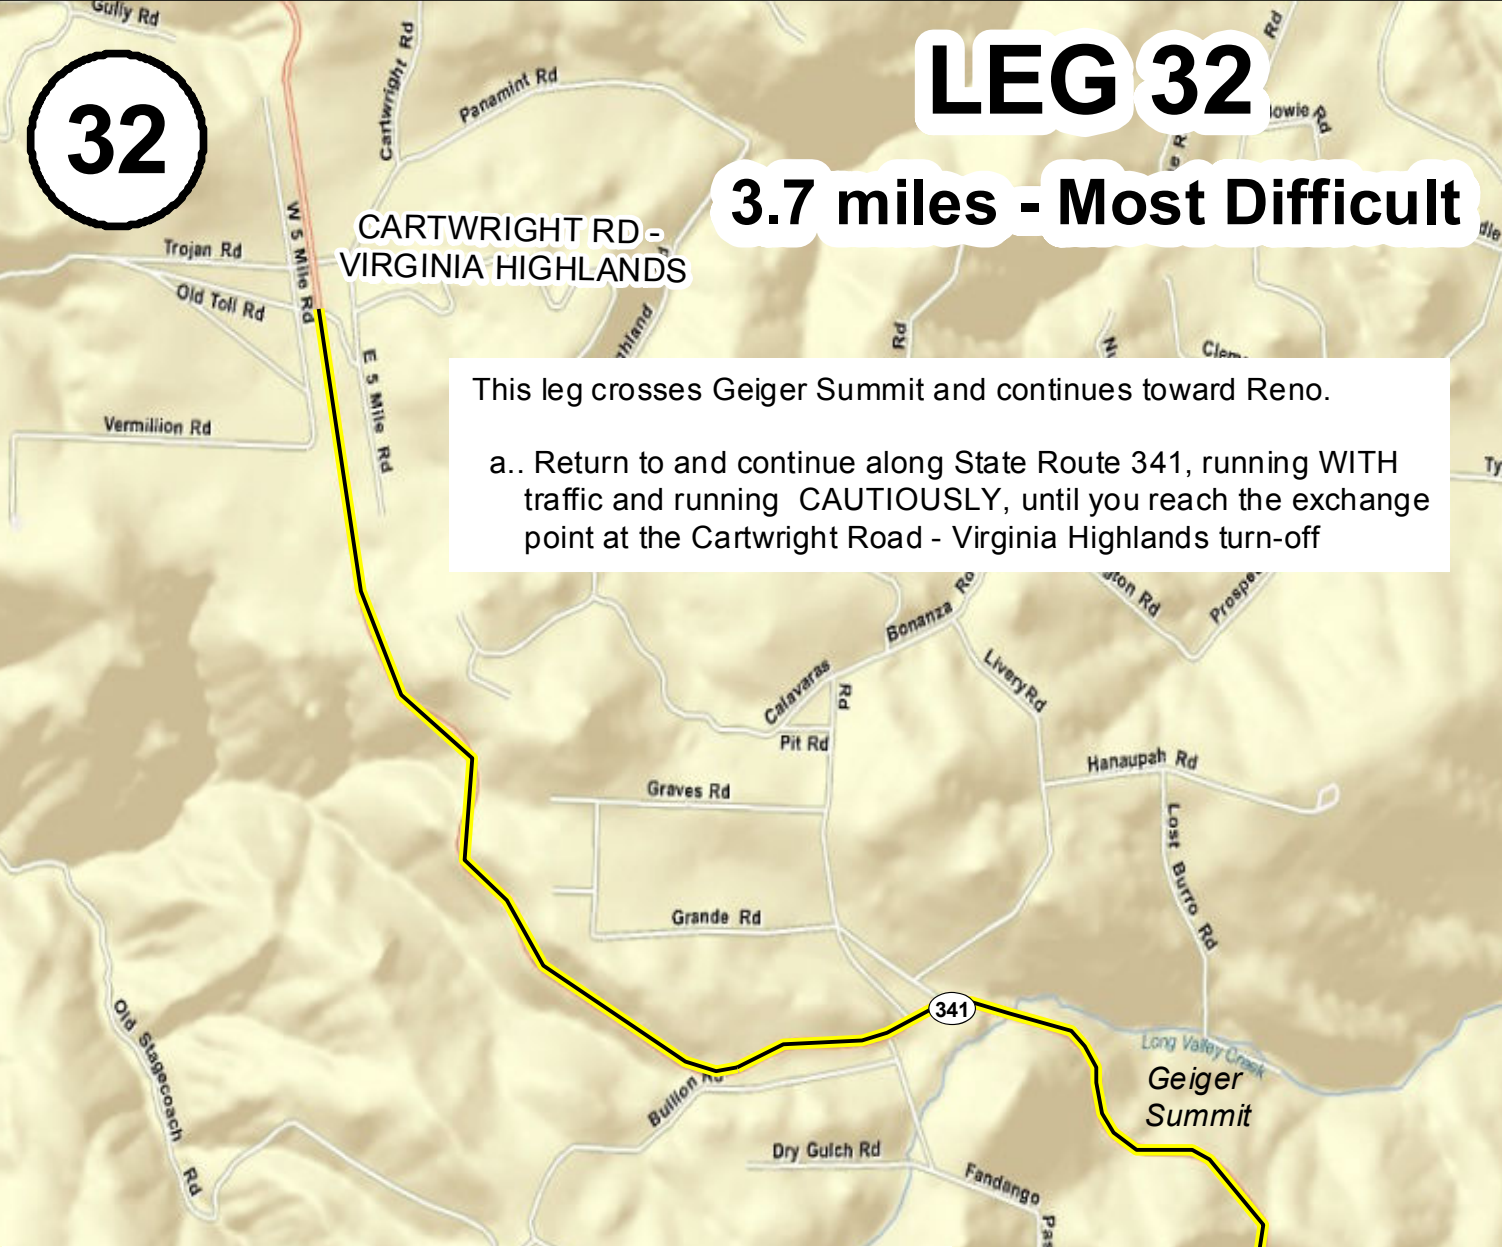 Gully Rd
32
Cartwright Rd
Panamint Rd
LEG 32
Rd
3.7 miles - Most Difficult
W 5 Mile Rd
Trojan Rd
CARTWRIGHT RD -
VIRGINIA HIGHLANDS
Old Toll Rd
E 5 Mile Rd
Rd
Vermillion Rd
This leg crosses Geiger Summit and continues toward Reno.
a.. Return to and continue along State Route 341, running WITH
traffic and running CAUTIOUSLY, until you reach the exchange
point at the Cartwright Road - Virginia Highlands turn-off
Bonanza
Calavaras
Rd
Livery Rd
Pit Rd
Hanaupah Rd
Graves Rd
Lost Burro Rd
Grande Rd
341
Old Stagecoach Rd
Long Valley Creek
Geiger
Summit
Bullion Rd
Dry Gulch Rd
Fandango